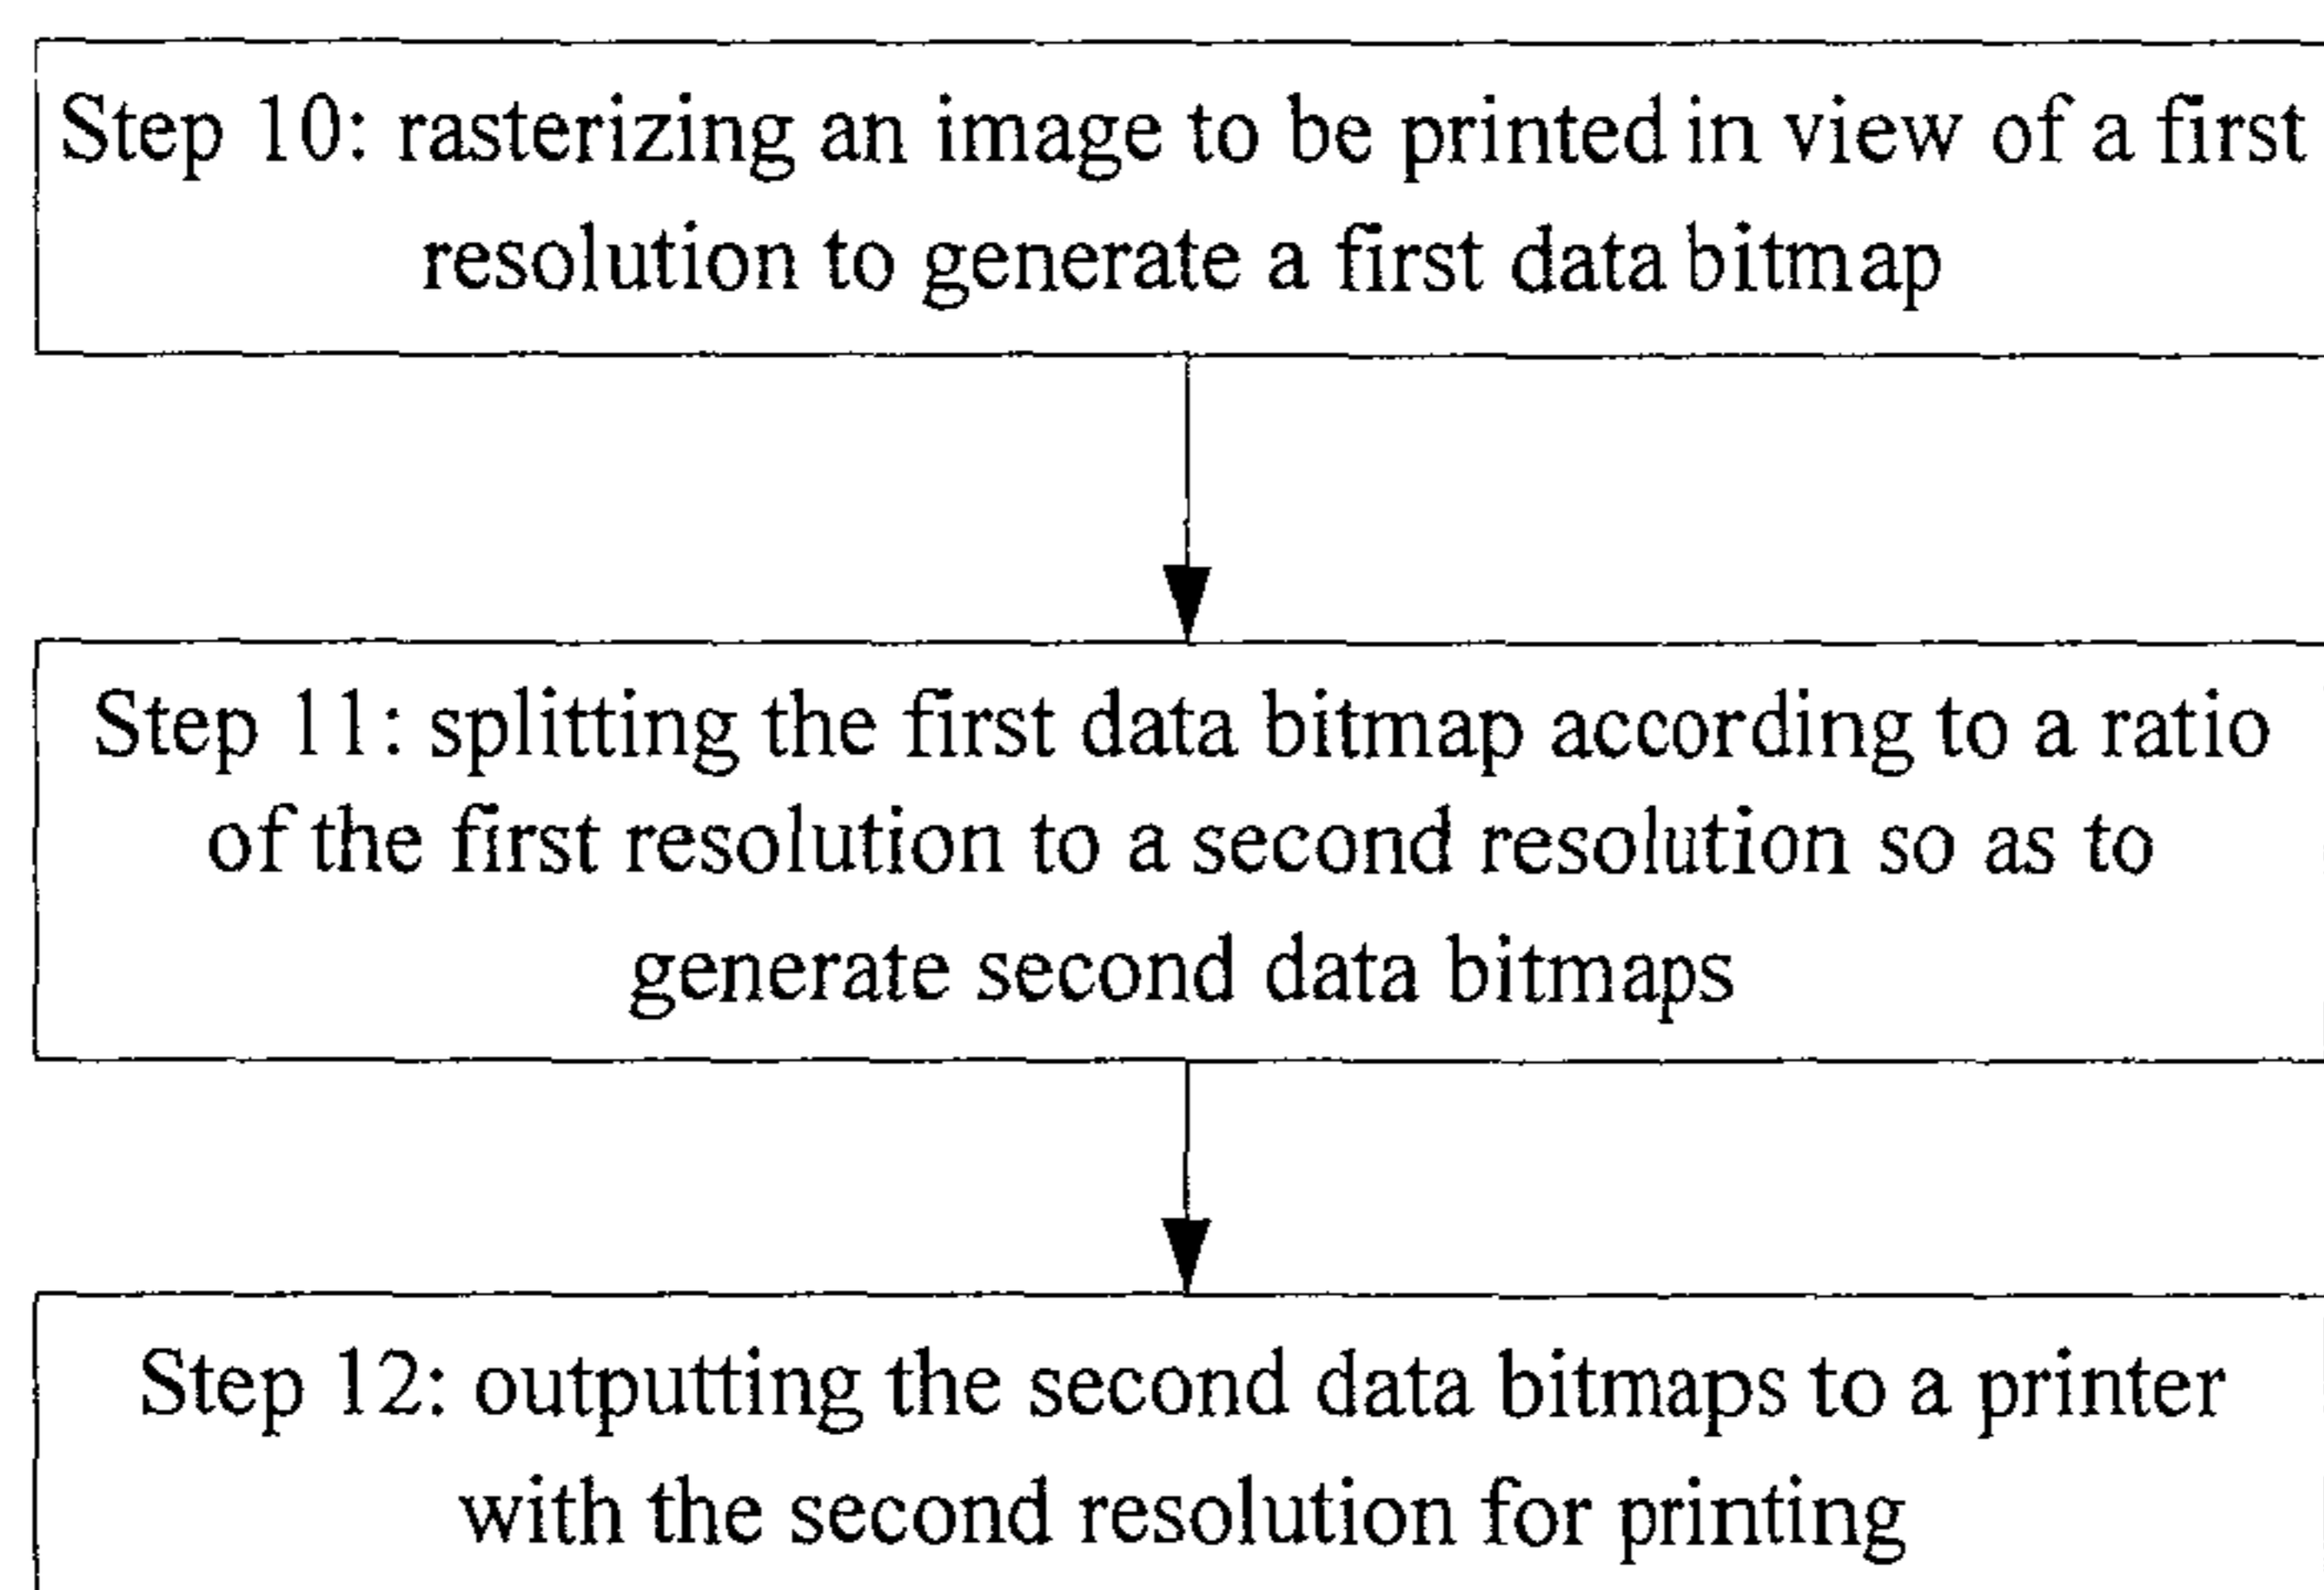 Step 10: rasterizing an image to be printed in view of a first
resolution to generate a first data bitmap
Step 11: splitting the first data bitmap according to a ratio
of the first resolution to a second resolution so as to
generate second data bitmaps
Step 12: outputting the second data bitmaps to a printer
with the second resolution for printing